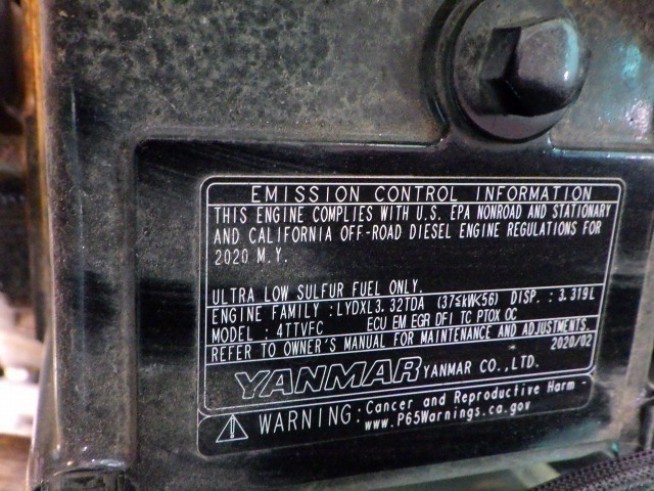 EMISSION CONTROL INFORMATION
THIS ENGINE COMPLIES WITH U.S. EPA NONROAD AND STATIONARY
AND CALIFORNIA OFF-ROAD DIESEL ENGINE REGULATIONS FOR
2020 M.Y.
ULTRA LOW SULFUR FUEL ONLY.
ENGINE FAMILY : LYDXL3.32TDA (37≤kW<56) DISP. : 3.319L
MODEL : 4TTVFC ECU EM EGR DFI TC PTOX OC
REFER TO OWNER'S MANUAL FOR MAINTENANCE AND ADJUSTMENTS.
2020/02
YANMAR YANMAR CO.,LTD.
WARNING: Cancer and Reproductive Harm -
www.P65Warnings.ca.gov